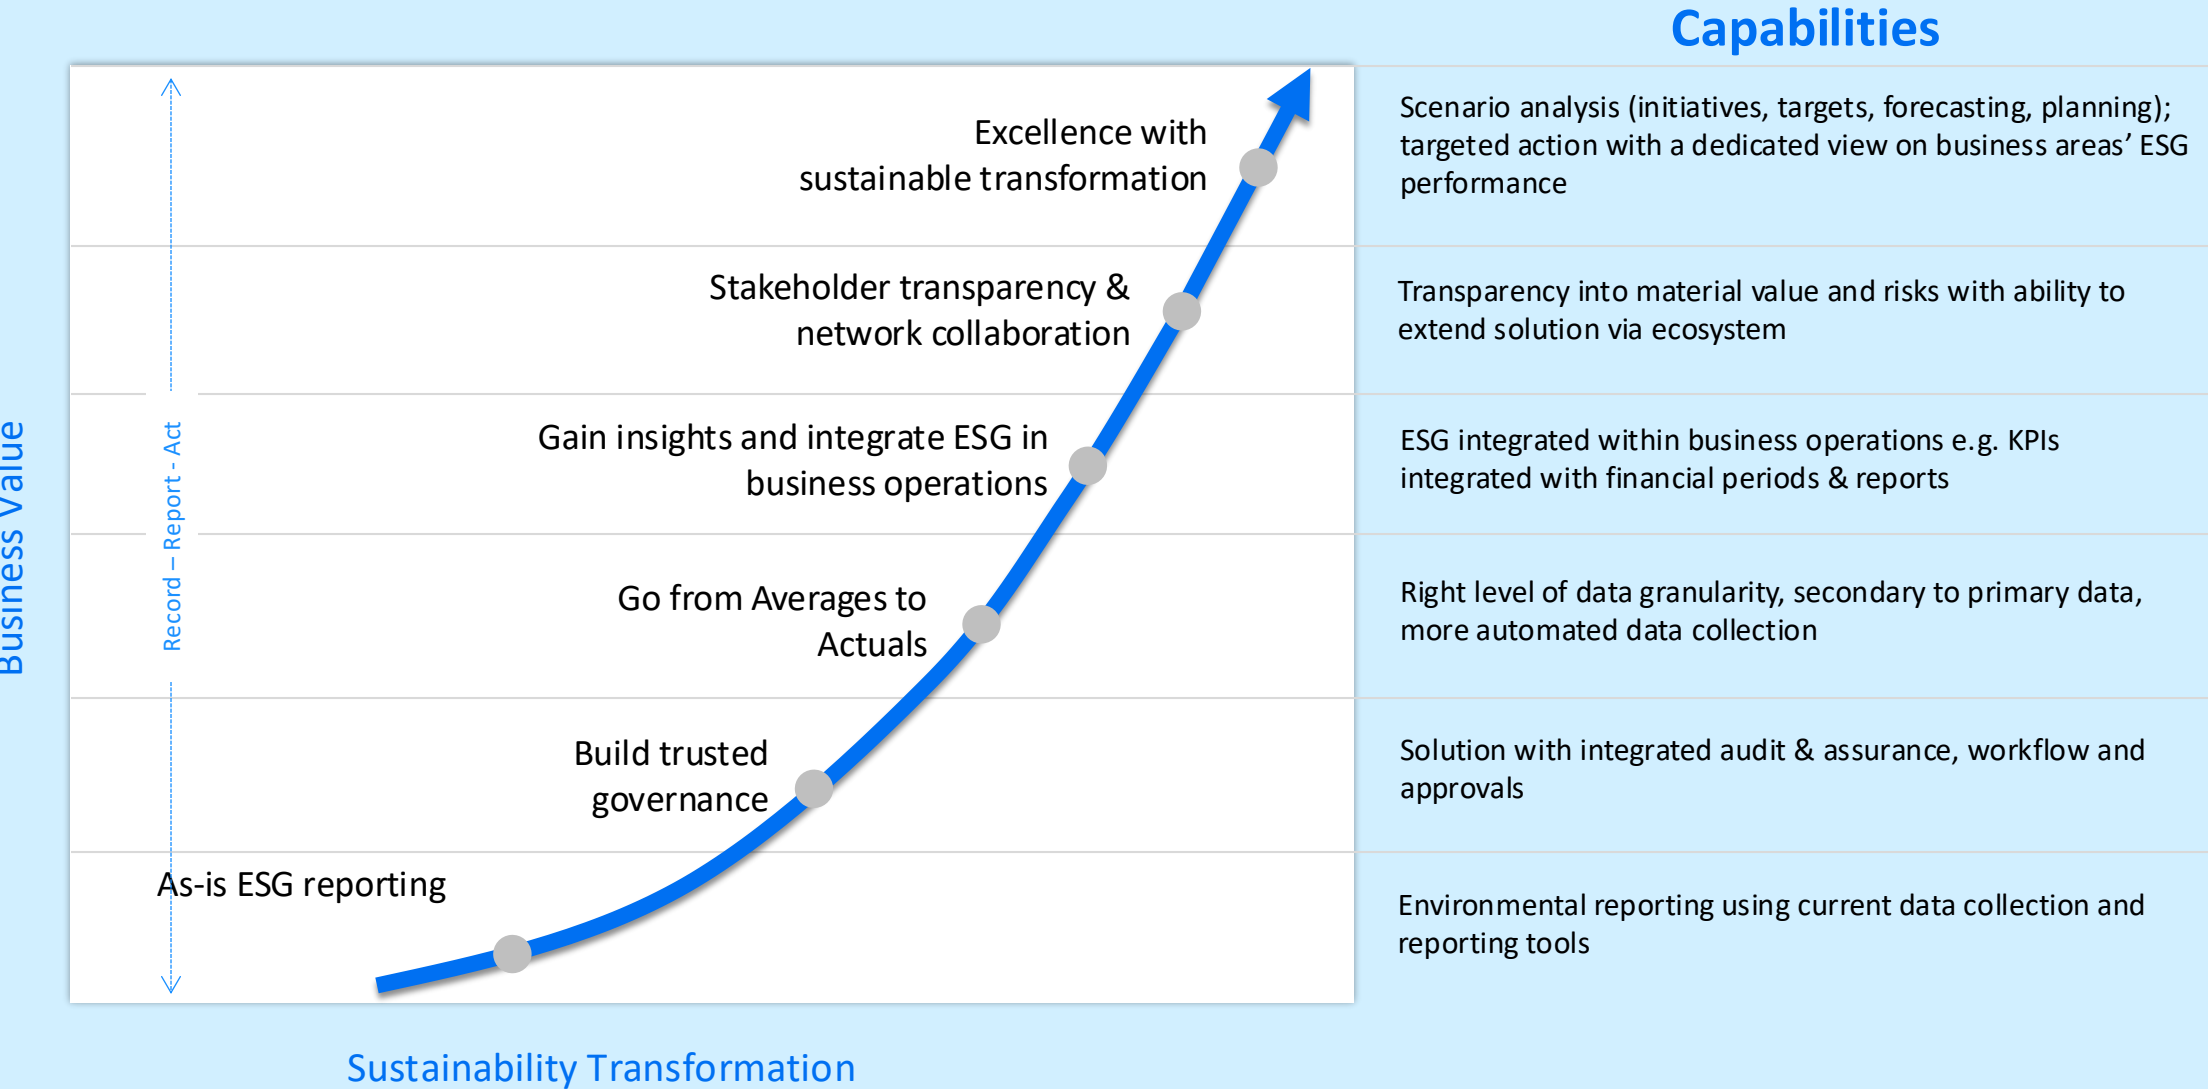 Capabilities
Excellence with
sustainable transformation
Scenario analysis (initiatives, targets, forecasting, planning);
targeted action with a dedicated view on business areas’ ESG
performance
Stakeholder transparency &
network collaboration
Transparency into material value and risks with ability to
extend solution via ecosystem
Gain insights and integrate ESG in
business operations
ESG integrated within business operations e.g. KPIs
integrated with financial periods & reports
Business Value
Record – Report - Act
Go from Averages to
Actuals
Right level of data granularity, secondary to primary data,
more automated data collection
Build trusted
governance
Solution with integrated audit & assurance, workflow and
approvals
As-is ESG reporting
Environmental reporting using current data collection and
reporting tools
Sustainability Transformation